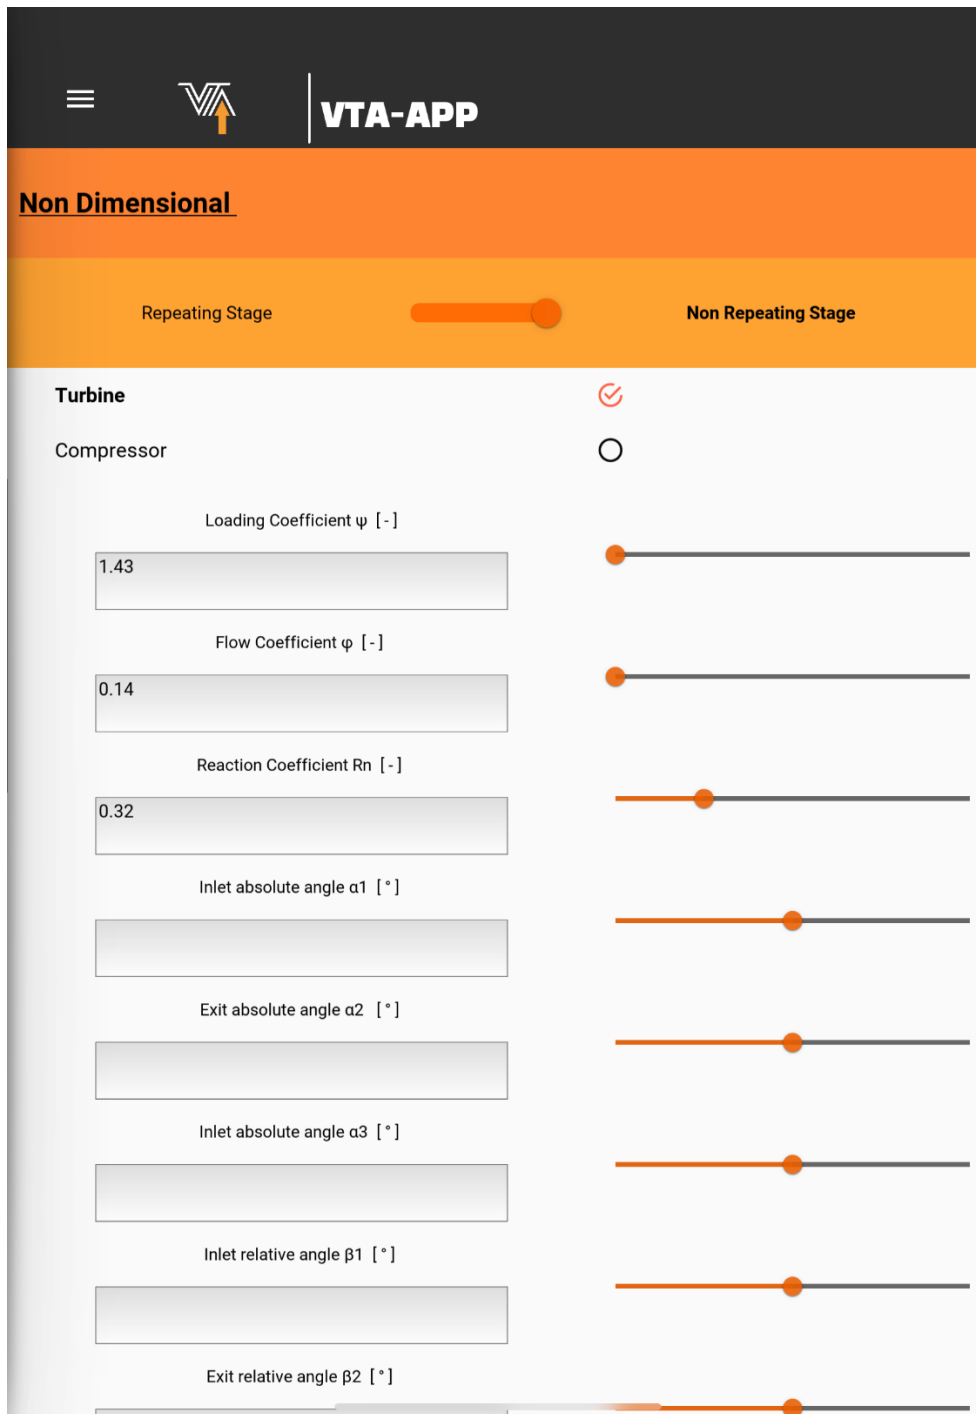 VTA-APP
Non Dimensional
Repeating Stage
Non Repeating Stage
Turbine
Compressor
Loading Coefficient ψ [ - ]
1.43
Flow Coefficient φ [ - ]
0.14
Reaction Coefficient Rn [ - ]
0.32
Inlet absolute angle α1 [ ° ]
Exit absolute angle α2 [ ° ]
Inlet absolute angle α3 [ ° ]
Inlet relative angle β1 [ ° ]
Exit relative angle β2 [ ° ]